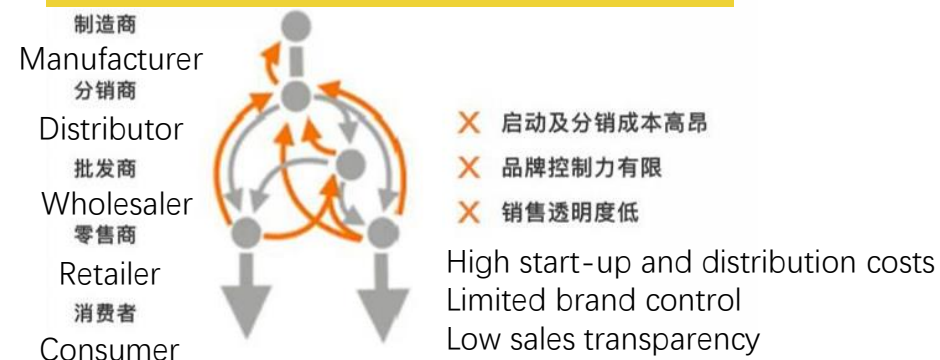 制造商
Manufacturer
分销商
Distributor
批发商
Wholesaler
零售商
Retailer
消费者
Consumer
X 启动及分销成本高昂
X 品牌控制力有限
X 销售透明度低
High start-up and distribution costs
Limited brand control
Low sales transparency